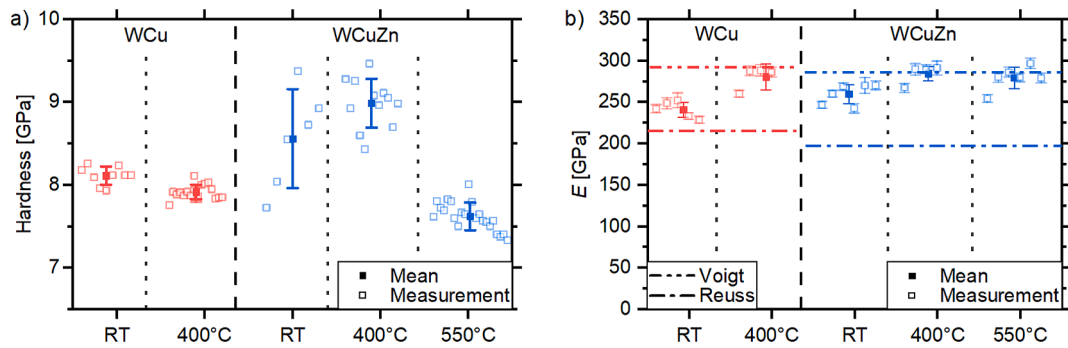 a)
WCu
WCuZn
Hardness [GPa]
9
8
7
Mean
Measurement
RT
400°C
RT
400°C
550°C
b)
WCu
WCuZn
E [GPa]
350
300
250
200
150
100
50
0
Voigt
Reuss
Mean
Measurement
RT
400°C
RT
400°C
550°C